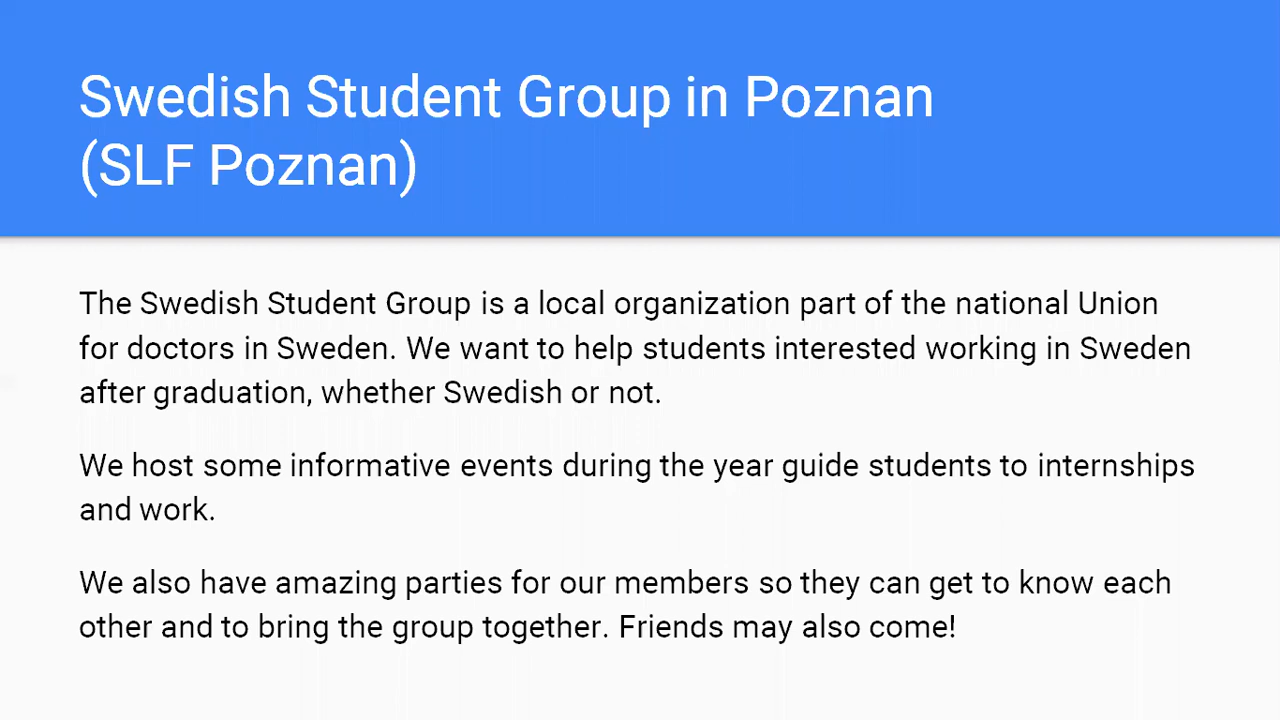 Swedish Student Group in Poznan
(SLF Poznan)
The Swedish Student Group is a local organization part of the national Union
for doctors in Sweden. We want to help students interested working in Sweden
after graduation, whether Swedish or not.
We host some informative events during the year guide students to internships
and work.
We also have amazing parties for our members so they can get to know each
other and to bring the group together. Friends may also come!